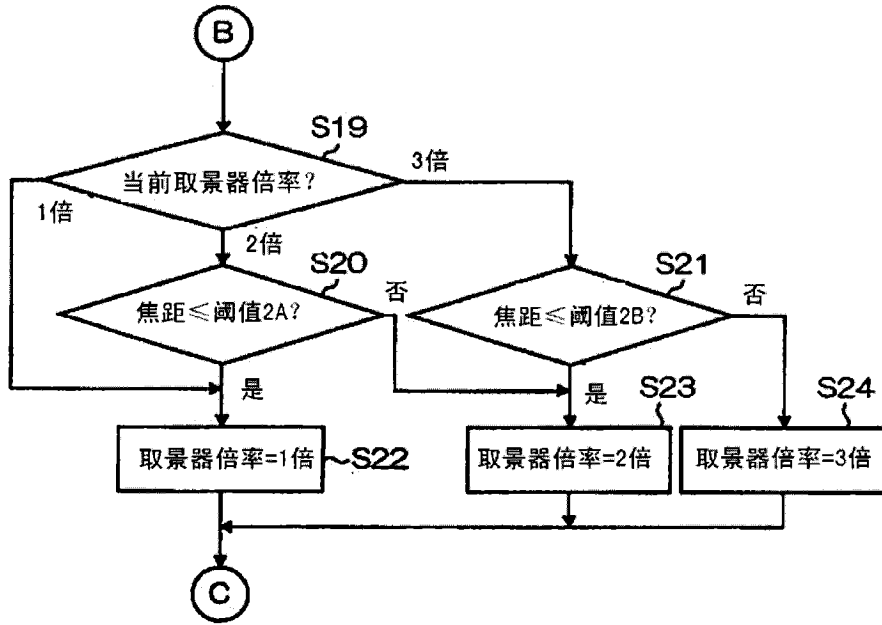 B
S19
当前取景器倍率?
3倍
1倍
2倍
S20
S21
焦距≤阈值2A?
否
焦距≤阈值2B?
否
是
是
S23
S24
取景器倍率=1倍
S22
取景器倍率=2倍
取景器倍率=3倍
C